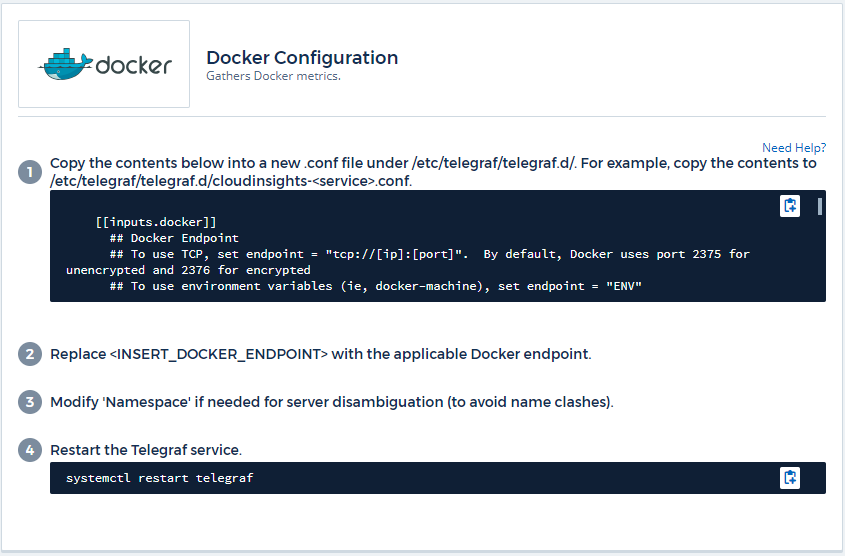 docker
Docker Configuration
Gathers Docker metrics.
Need Help?
1 Copy the contents below into a new .conf file under /etc/telegraf/telegraf.d/. For example, copy the contents to
/etc/telegraf/telegraf.d/cloudinsights-<service>.conf.
[[inputs.docker]]
## Docker Endpoint
## To use TCP, set endpoint = "tcp://[ip]:[port]".  By default, Docker uses port 2375 for
unencrypted and 2376 for encrypted
## To use environment variables (ie, docker-machine), set endpoint = "ENV"
2 Replace <INSERT_DOCKER_ENDPOINT> with the applicable Docker endpoint.
3 Modify 'Namespace' if needed for server disambiguation (to avoid name clashes).
4 Restart the Telegraf service.
systemctl restart telegraf